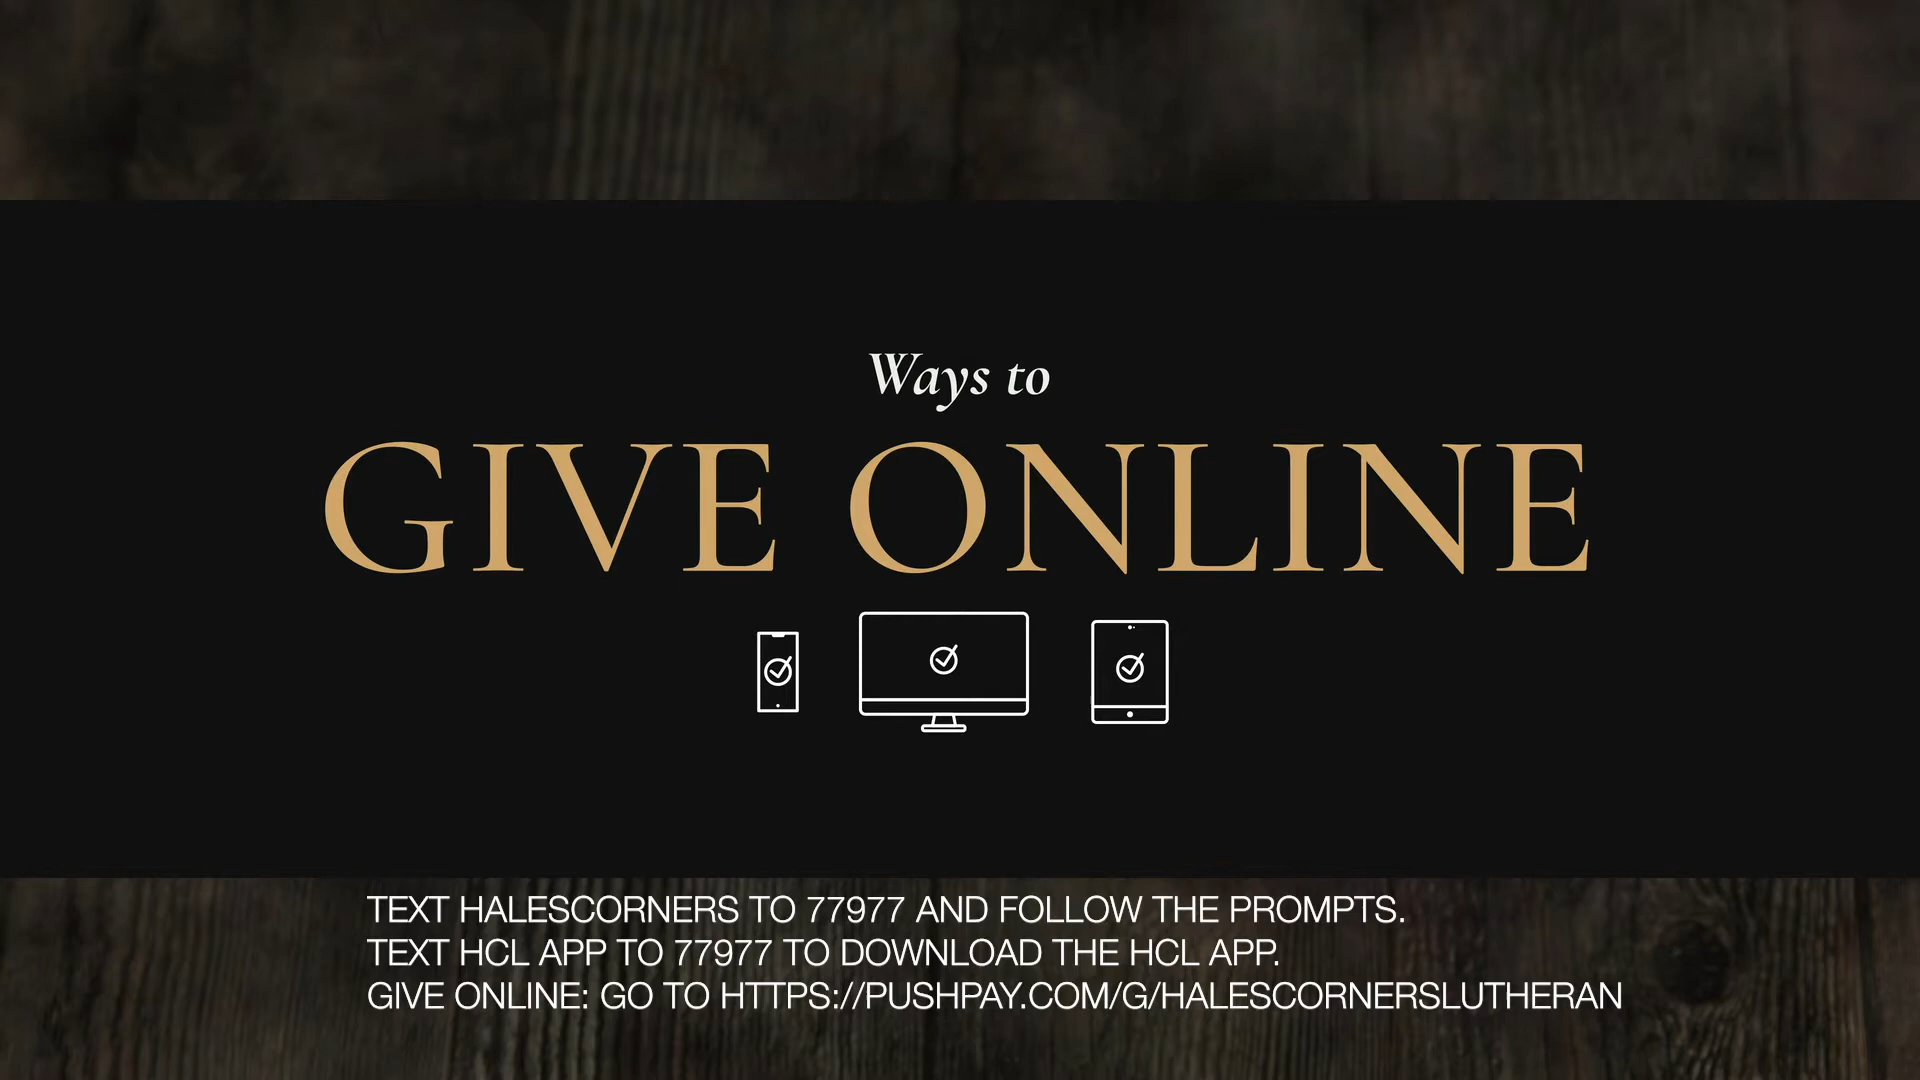 Ways to
GIVE ONLINE
TEXT HALESCORNERS TO 77977 AND FOLLOW THE PROMPTS.
TEXT HCL APP TO 77977 TO DOWNLOAD THE HCL APP.
GIVE ONLINE: GO TO HTTPS://PUSHPAY.COM/G/HALESCORNERSLUTHERAN